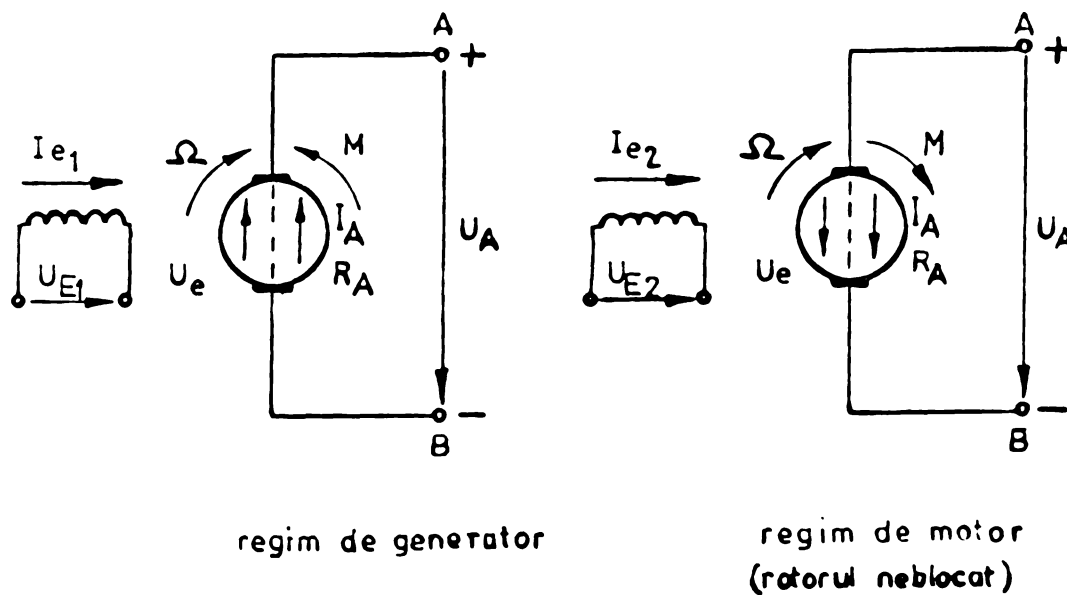 A
+
Ie1
Ω
M
IA
UA
UE1
Ue
RA
−
B
regim de generator
A
+
Ie2
Ω
M
IA
UA
UE2
Ue
RA
−
B
regim de motor
(rotorul neblocat)